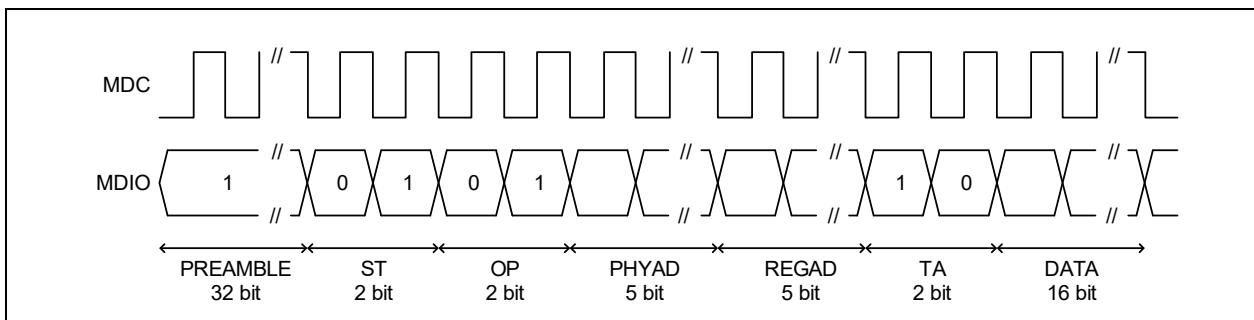 MDC // // // //
// // // //
MDIO 1 0 1 0 1 1 0
// // // //
PREAMBLE ST OP PHYAD REGAD TA DATA
32 bit 2 bit 2 bit 5 bit 5 bit 2 bit 16 bit